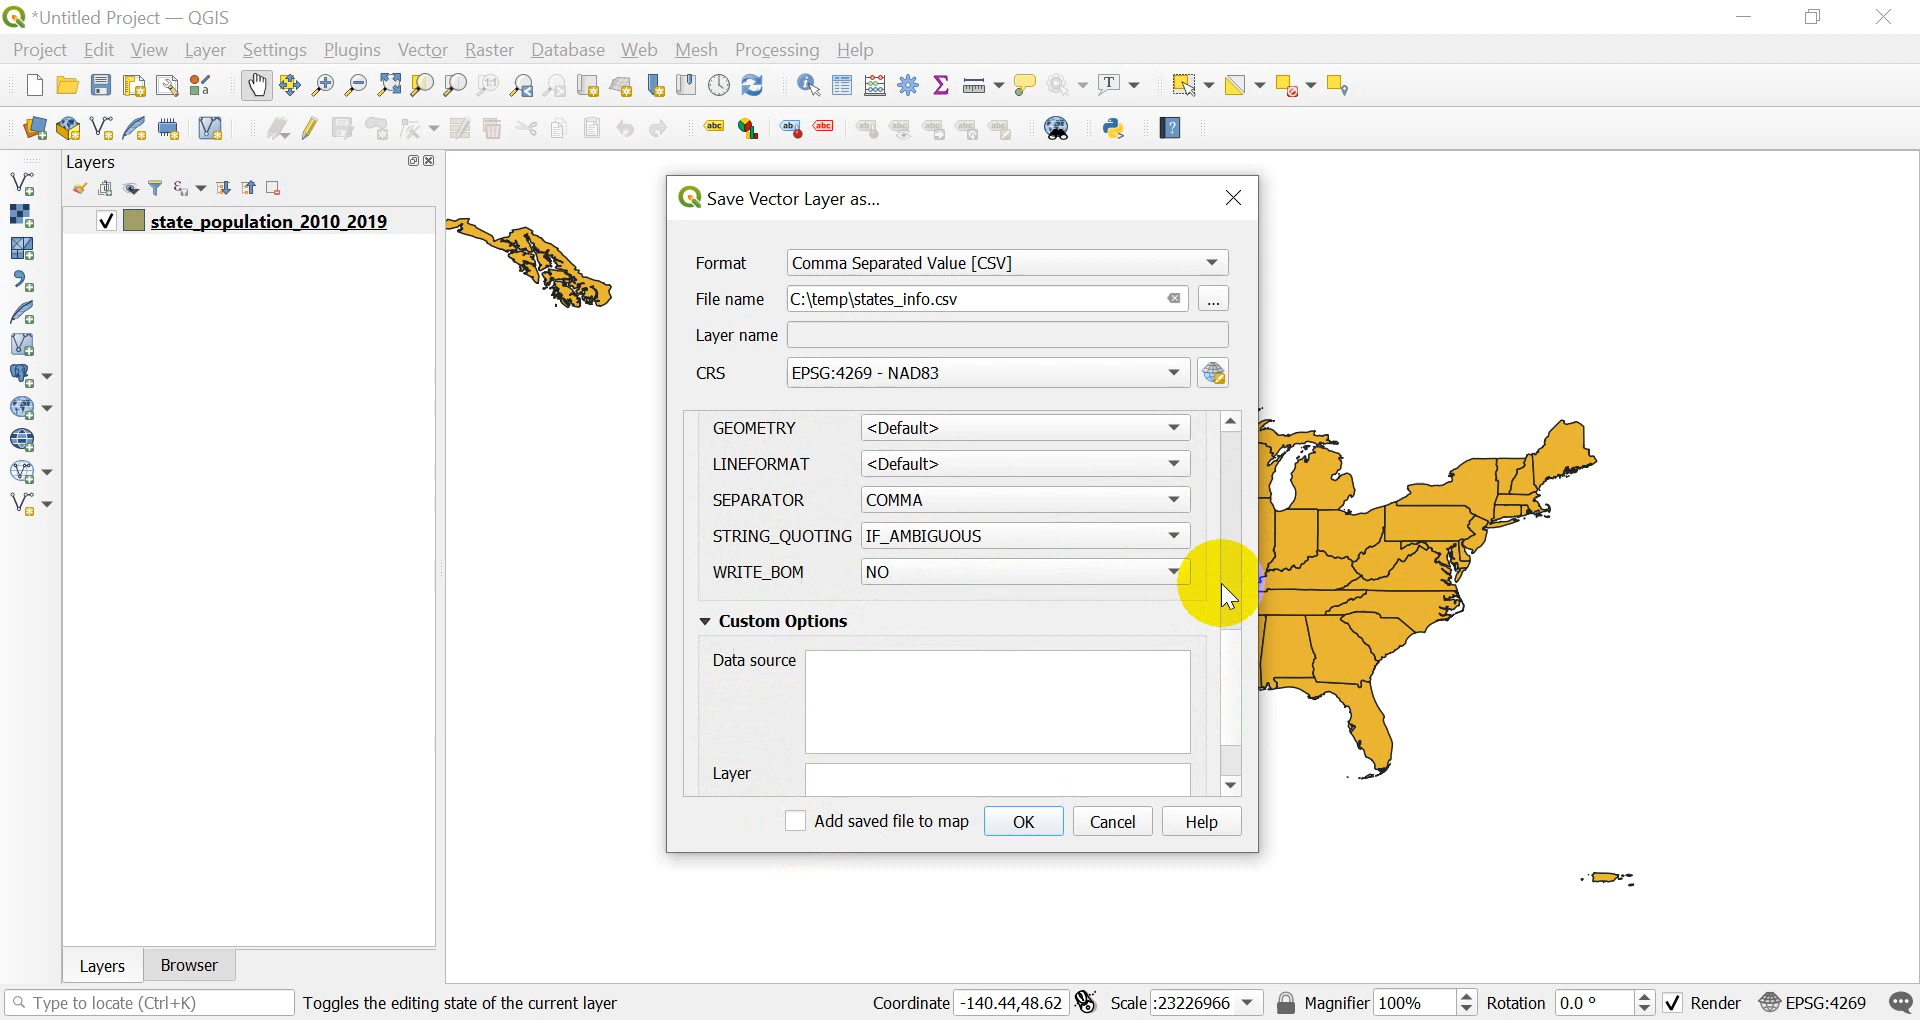 *Untitled Project — QGIS
Project Edit View Layer Settings Plugins Vector Raster Database Web Mesh Processing Help
Layers
state_population_2010_2019
Save Vector Layer as...
Format Comma Separated Value [CSV]
File name C:\temp\states_info.csv ...
Layer name
CRS EPSG:4269 - NAD83
GEOMETRY <Default>
LINEFORMAT <Default>
SEPARATOR COMMA
STRING_QUOTING IF_AMBIGUOUS
WRITE_BOM NO
Custom Options
Data source
Layer
Add saved file to map OK Cancel Help
Layers Browser
Type to locate (Ctrl+K) Toggles the editing state of the current layer Coordinate -140.44,48.62 Scale :23226966 Magnifier 100% Rotation 0.0 ° Render EPSG:4269